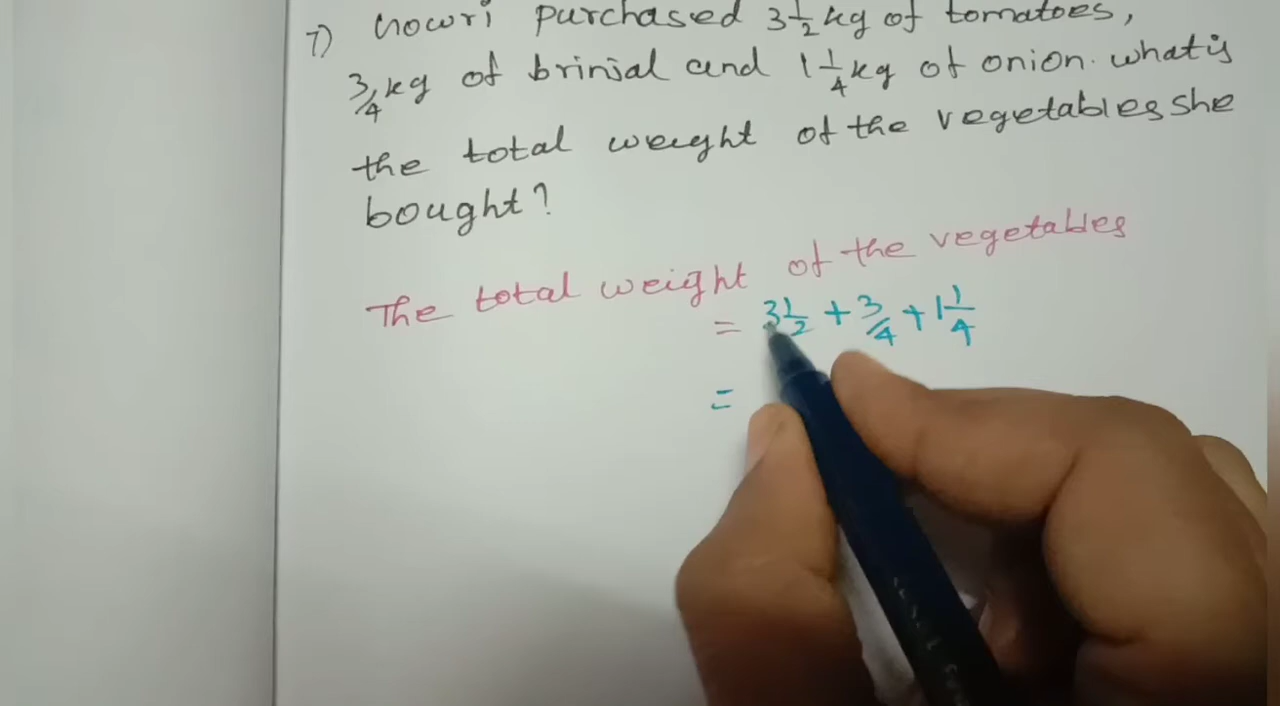 7) Gowri purchased 3 1/2 kg of tomatoes,
3/4 kg of brinjal and 1 1/4 kg of onion. what is
the total weight of the vegetables she
bought?
The total weight of the vegetables
= 3 1/2 + 3/4 + 1 1/4
=